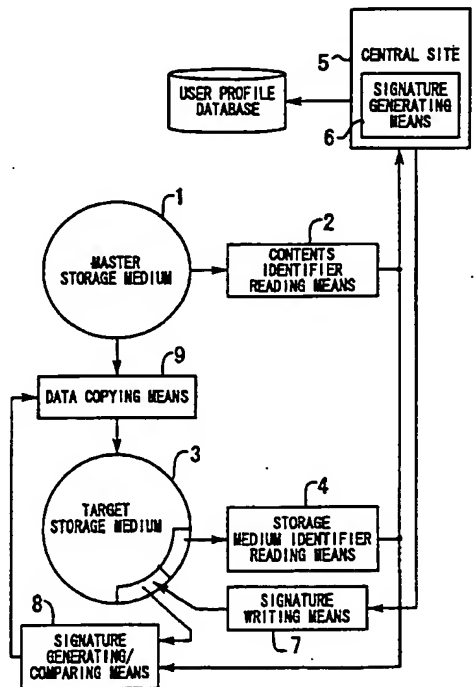 5
CENTRAL SITE
SIGNATURE
GENERATING
MEANS
6
USER PROFILE
DATABASE
1
MASTER
STORAGE MEDIUM
2
CONTENTS
IDENTIFIER
READING MEANS
9
DATA COPYING MEANS
3
TARGET
STORAGE MEDIUM
4
STORAGE
MEDIUM IDENTIFIER
READING MEANS
SIGNATURE
WRITING MEANS
7
8
SIGNATURE
GENERATING/
COMPARING MEANS